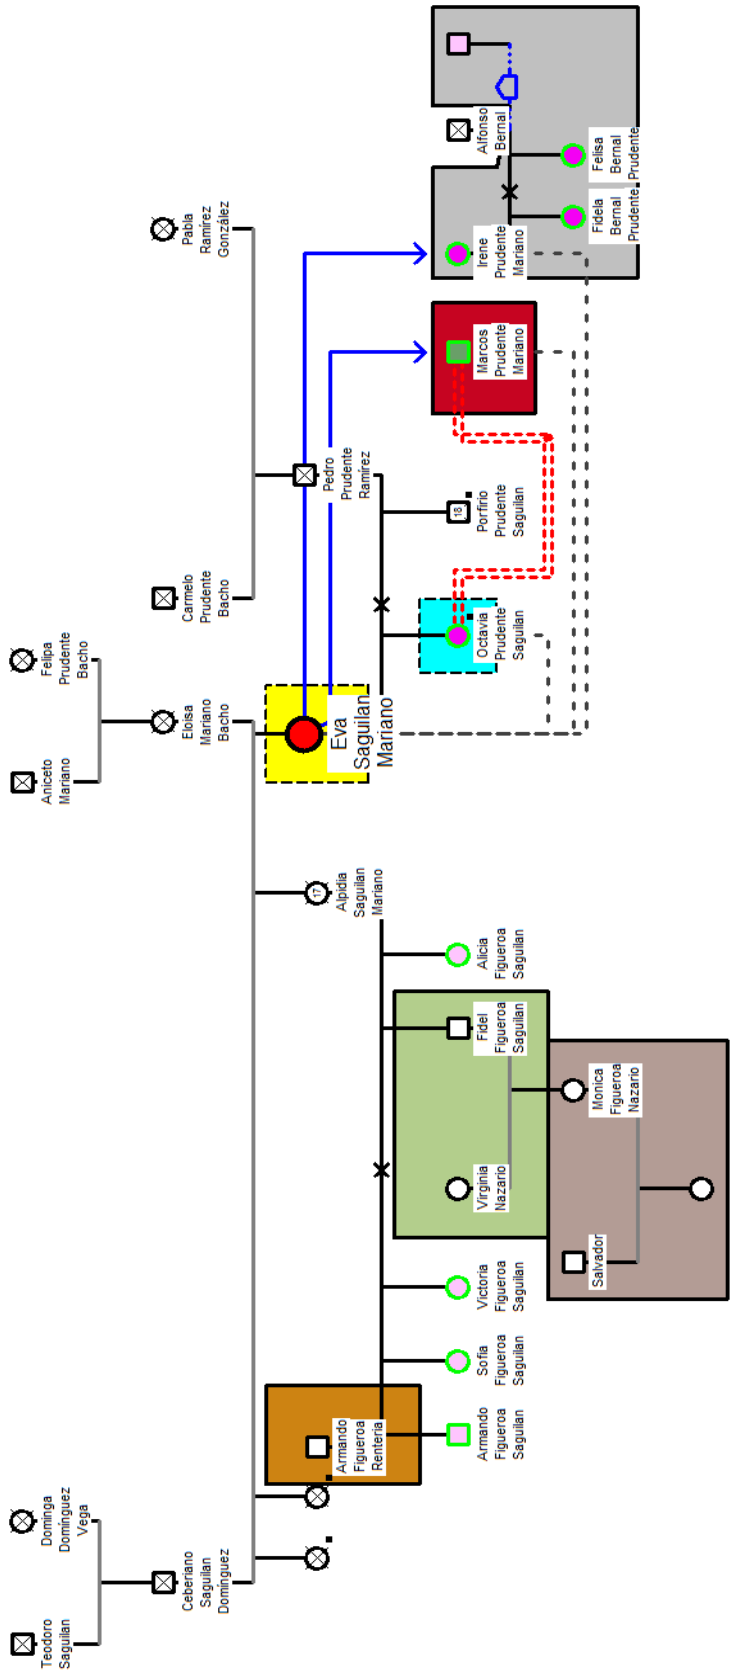 Teodoro
Saguilan
Dominga
Domínguez
Vega
Aniceto
Mariano
Felipa
Prudente
Bacho
Ceberiano
Saguilan
Domínguez
Eloisa
Mariano
Bacho
Carmelo
Prudente
Bacho
Pabla
Ramírez
González
Armando
Figueroa
Rentería
17
Alpidia
Saguilan
Mariano
Eva
Saguilan
Mariano
Pedro
Prudente
Ramírez
Armando
Figueroa
Saguilan
Sofia
Figueroa
Saguilan
Victoria
Figueroa
Saguilan
Virginia
Nazario
Fidel
Figueroa
Saguilan
Alicia
Figueroa
Saguilan
Octavia
Prudente
Saguilan
18
Porfirio
Prudente
Saguilan
Marcos
Prudente
Mariano
Irene
Prudente
Mariano
Alfonso
Bernal
Salvador
Monica
Figueroa
Nazario
Fidela
Bernal
Prudente
Felisa
Bernal
Prudente